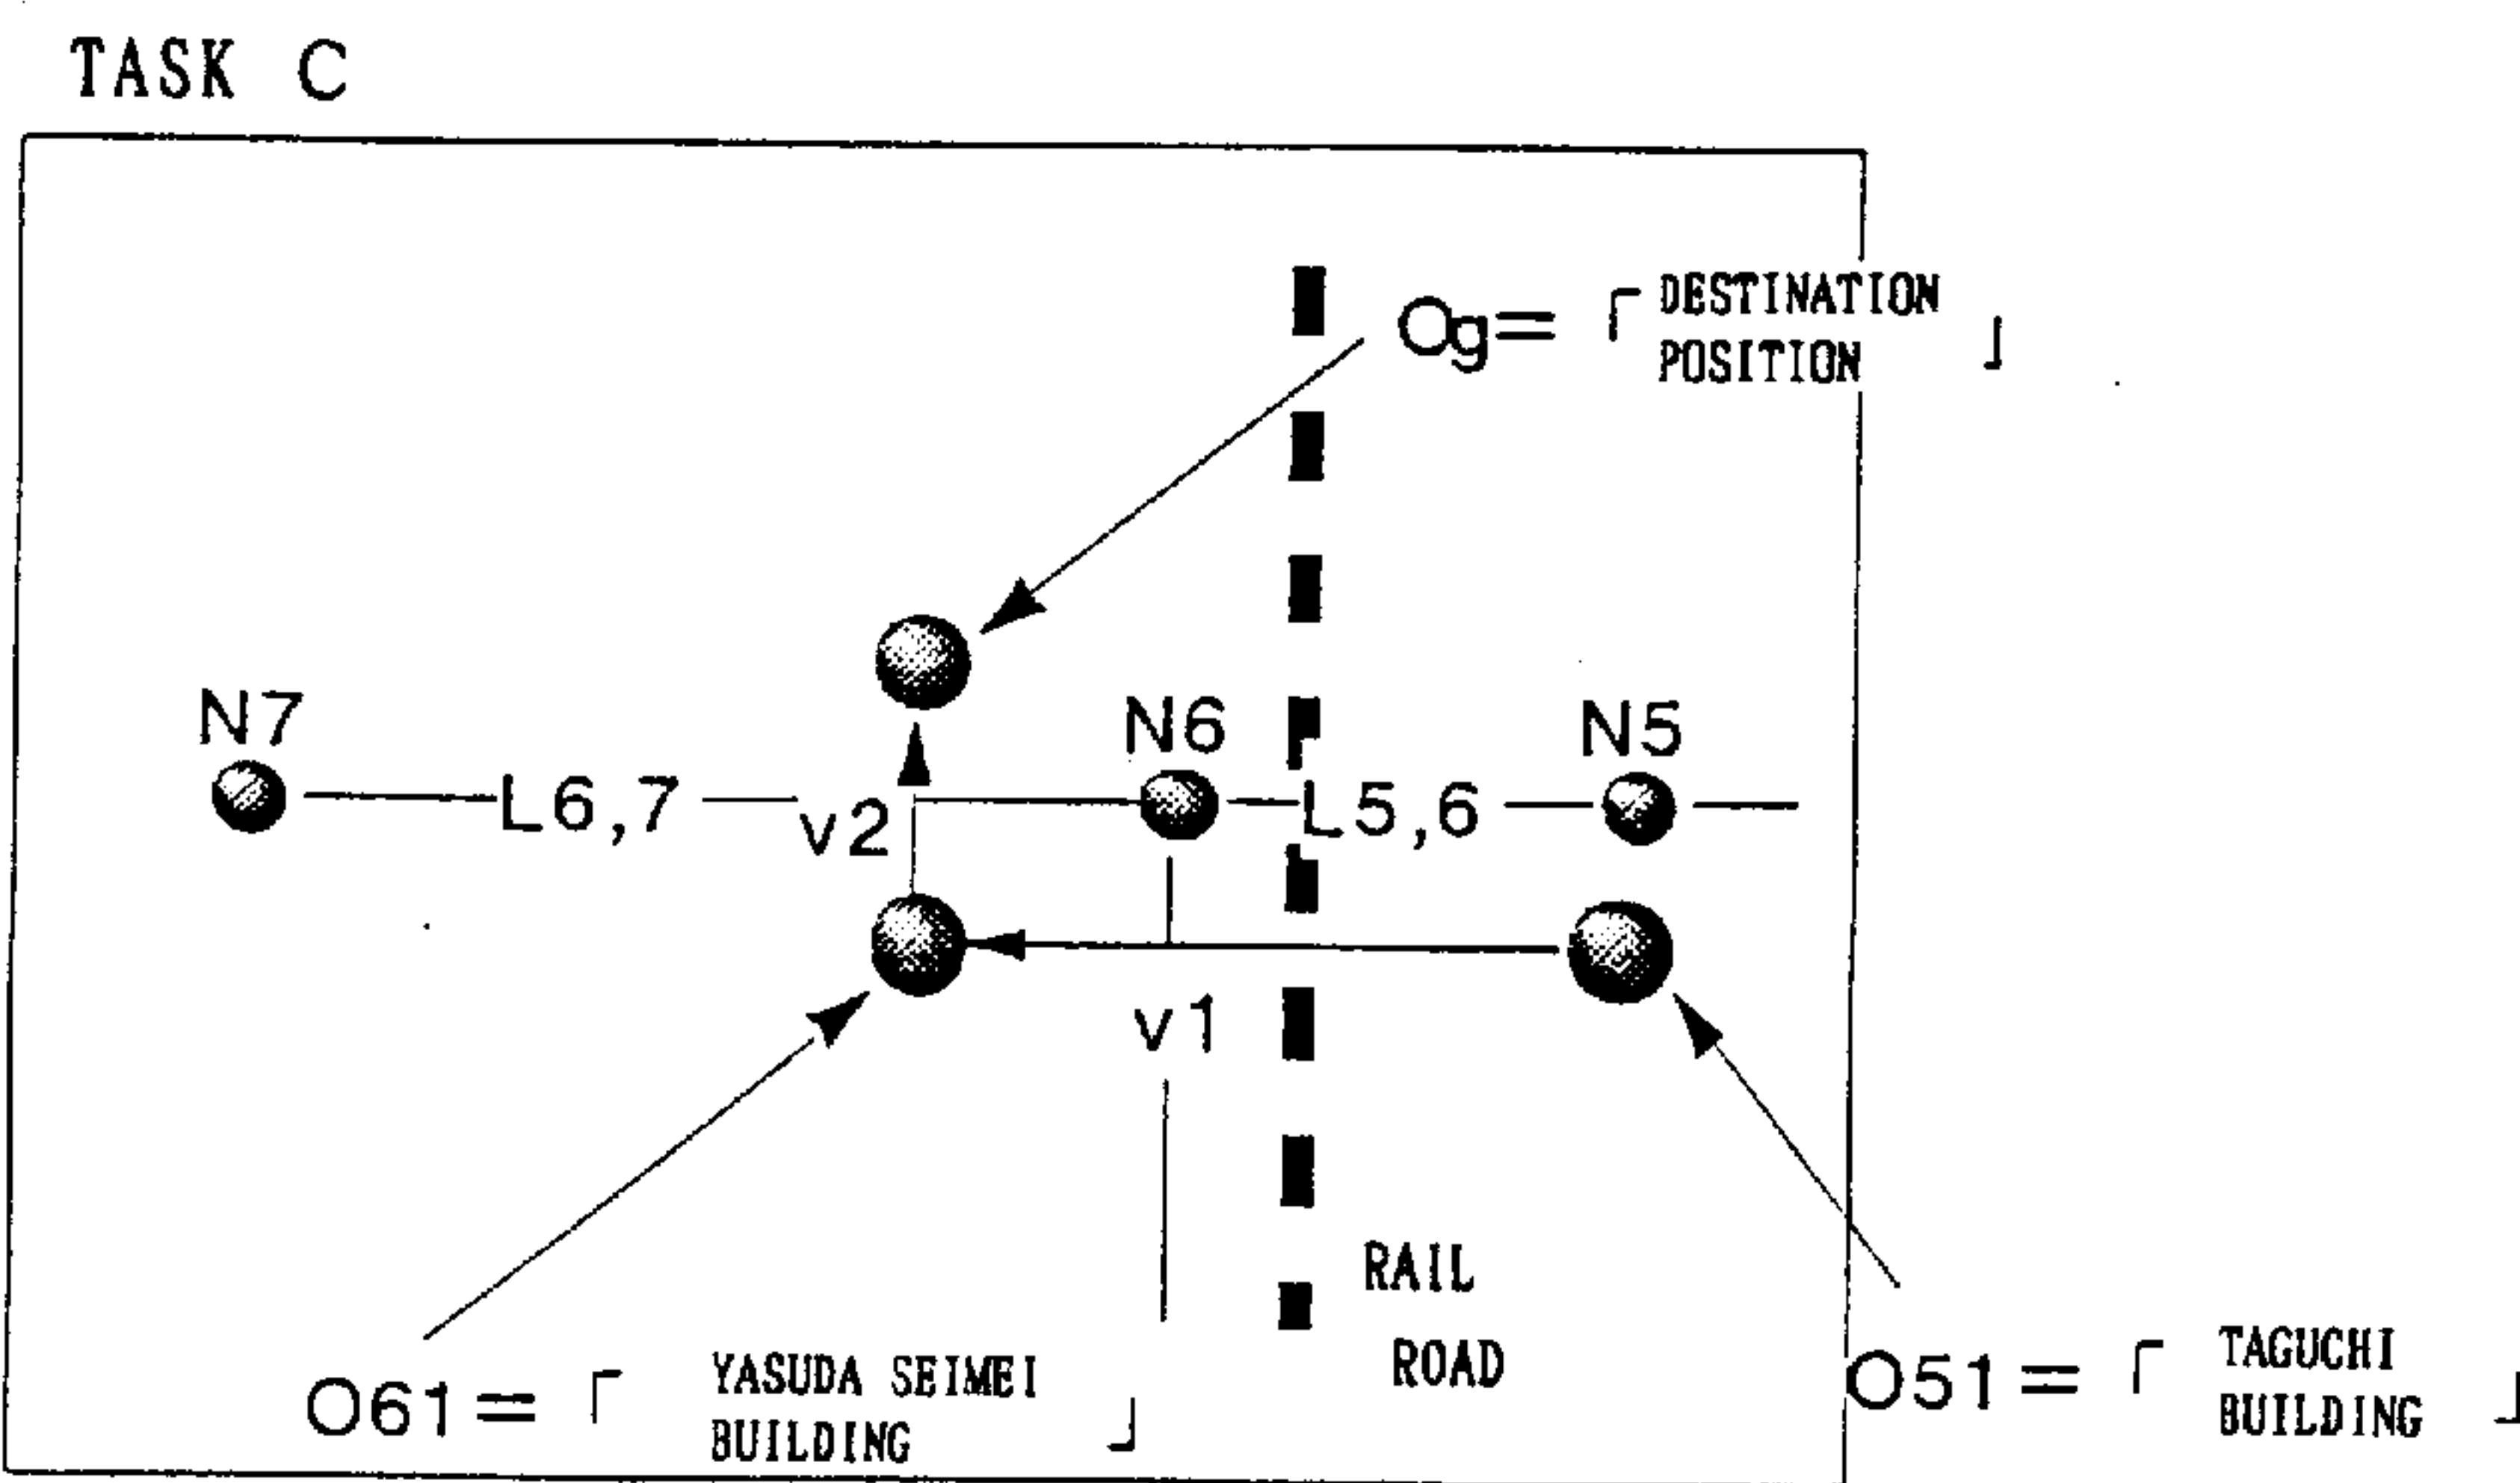 TASK C
Og=「DESTINATION
POSITION」
N7
N6
N5
L6,7
v2
L5,6
v1
RAIL
ROAD
O61=「YASUDA SEIMEI
BUILDING」
O51=「TAGUCHI
BUILDING」